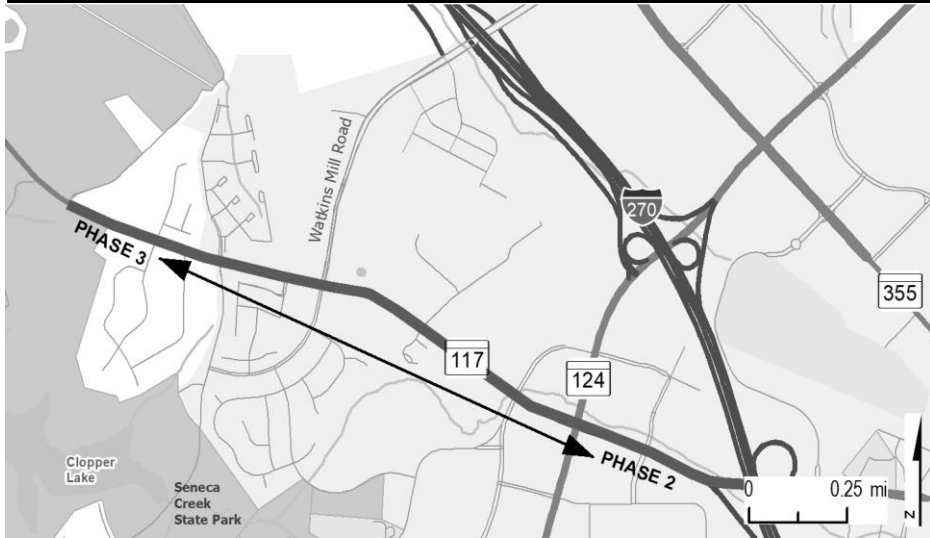 Watkins Mill Road
270
PHASE 3
355
117
124
PHASE 2
Clopper
Lake
Seneca
Creek
State Park
0 0.25 mi
N